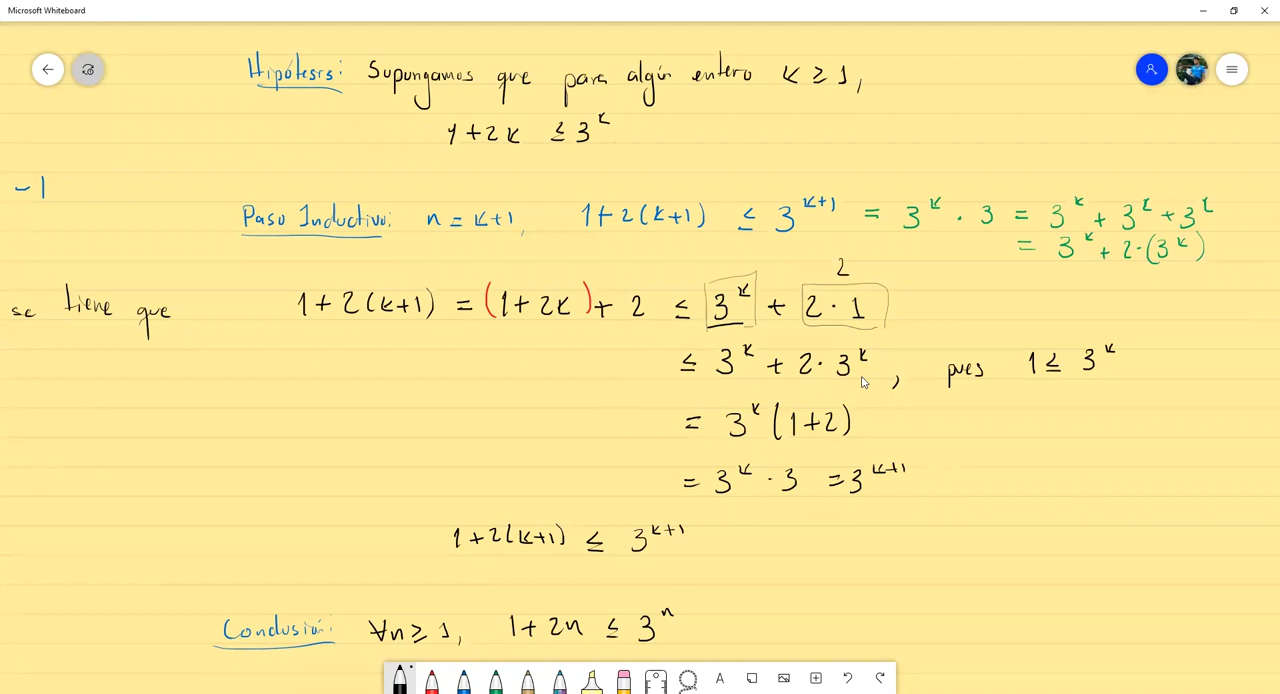 Microsoft Whiteboard
Hipótesis: Supungamos que para algún entero k ≥ 1,
1+2k ≤ 3^k
-1
Paso Inductivo: n = k+1, 1+2(k+1) ≤ 3^{k+1} = 3^k · 3 = 3^k + 3^k + 3^k
= 3^k + 2·(3^k)
2
se tiene que 1+2(k+1) = (1+2k) + 2 ≤ 3^k + 2·1
≤ 3^k + 2·3^k, pues 1 ≤ 3^k
= 3^k (1+2)
= 3^k · 3 = 3^{k+1}
1+2(k+1) ≤ 3^{k+1}
Conclusión: ∀n ≥ 1, 1+2n ≤ 3^n
A